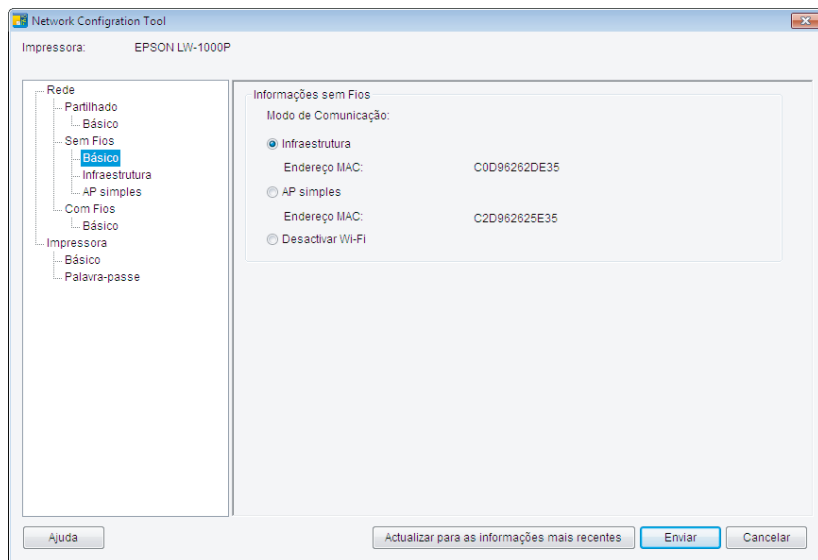 Network Configration Tool
Impressora: EPSON LW-1000P
Rede
Partilhado
Básico
Sem Fios
Básico
Infraestrutura
AP simples
Com Fios
Básico
Impressora
Básico
Palavra-passe
Informações sem Fios
Modo de Comunicação:
Infraestrutura
Endereço MAC: C0D96262DE35
AP simples
Endereço MAC: C2D962625E35
Desactivar Wi-Fi
Ajuda Actualizar para as informações mais recentes Enviar Cancelar